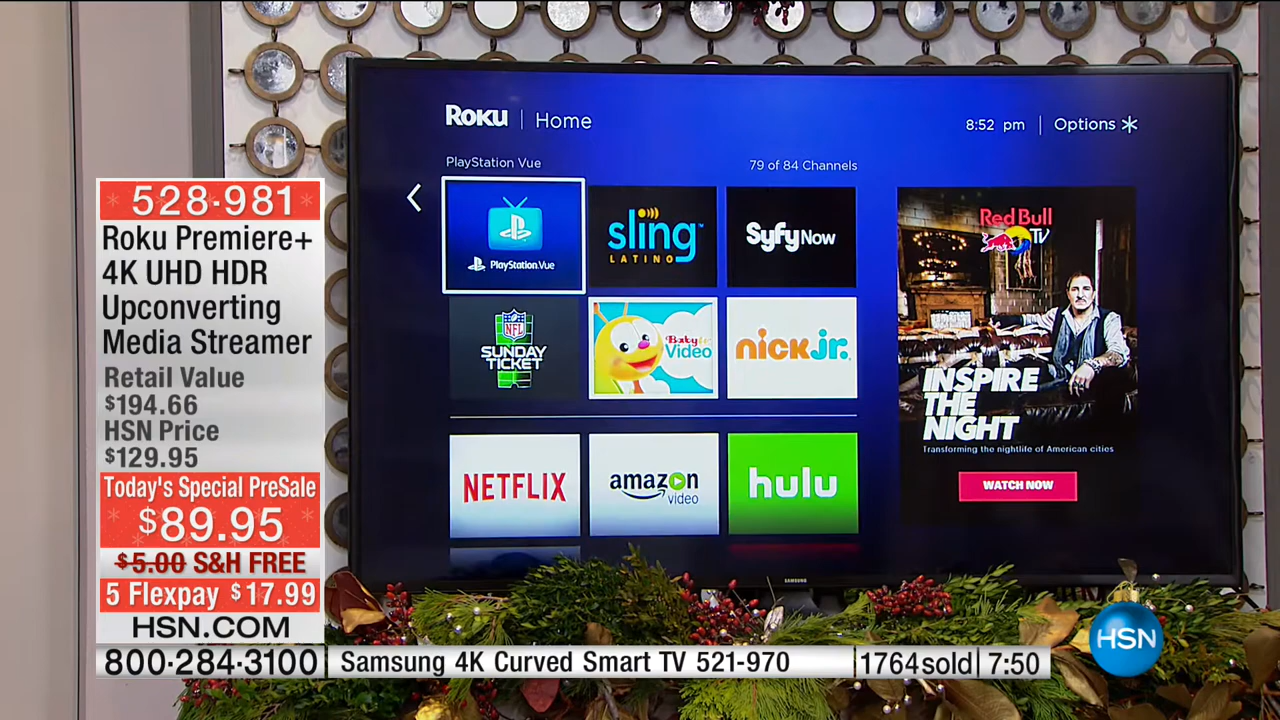 528-981
Roku Premiere+
4K UHD HDR
Upconverting
Media Streamer
Retail Value
$194.66
HSN Price
$129.95
Today's Special PreSale
$89.95
$5.00 S&H FREE
5 Flexpay $17.99
HSN.COM
800·284·3100
Samsung 4K Curved Smart TV 521-970
1764sold
7:50
HSN
ROKU
Home
8:52 pm
Options
PlayStation Vue
79 of 84 Channels
PlayStation Vue
sling
LATINO
Syfy Now
NFL
SUNDAY
TICKET
Baby
Video
nick jr.
NETFLIX
amazon
video
hulu
Red Bull
TV
INSPIRE
THE
NIGHT
Transforming the nightlife of American cities
WATCH NOW
SAMSUNG